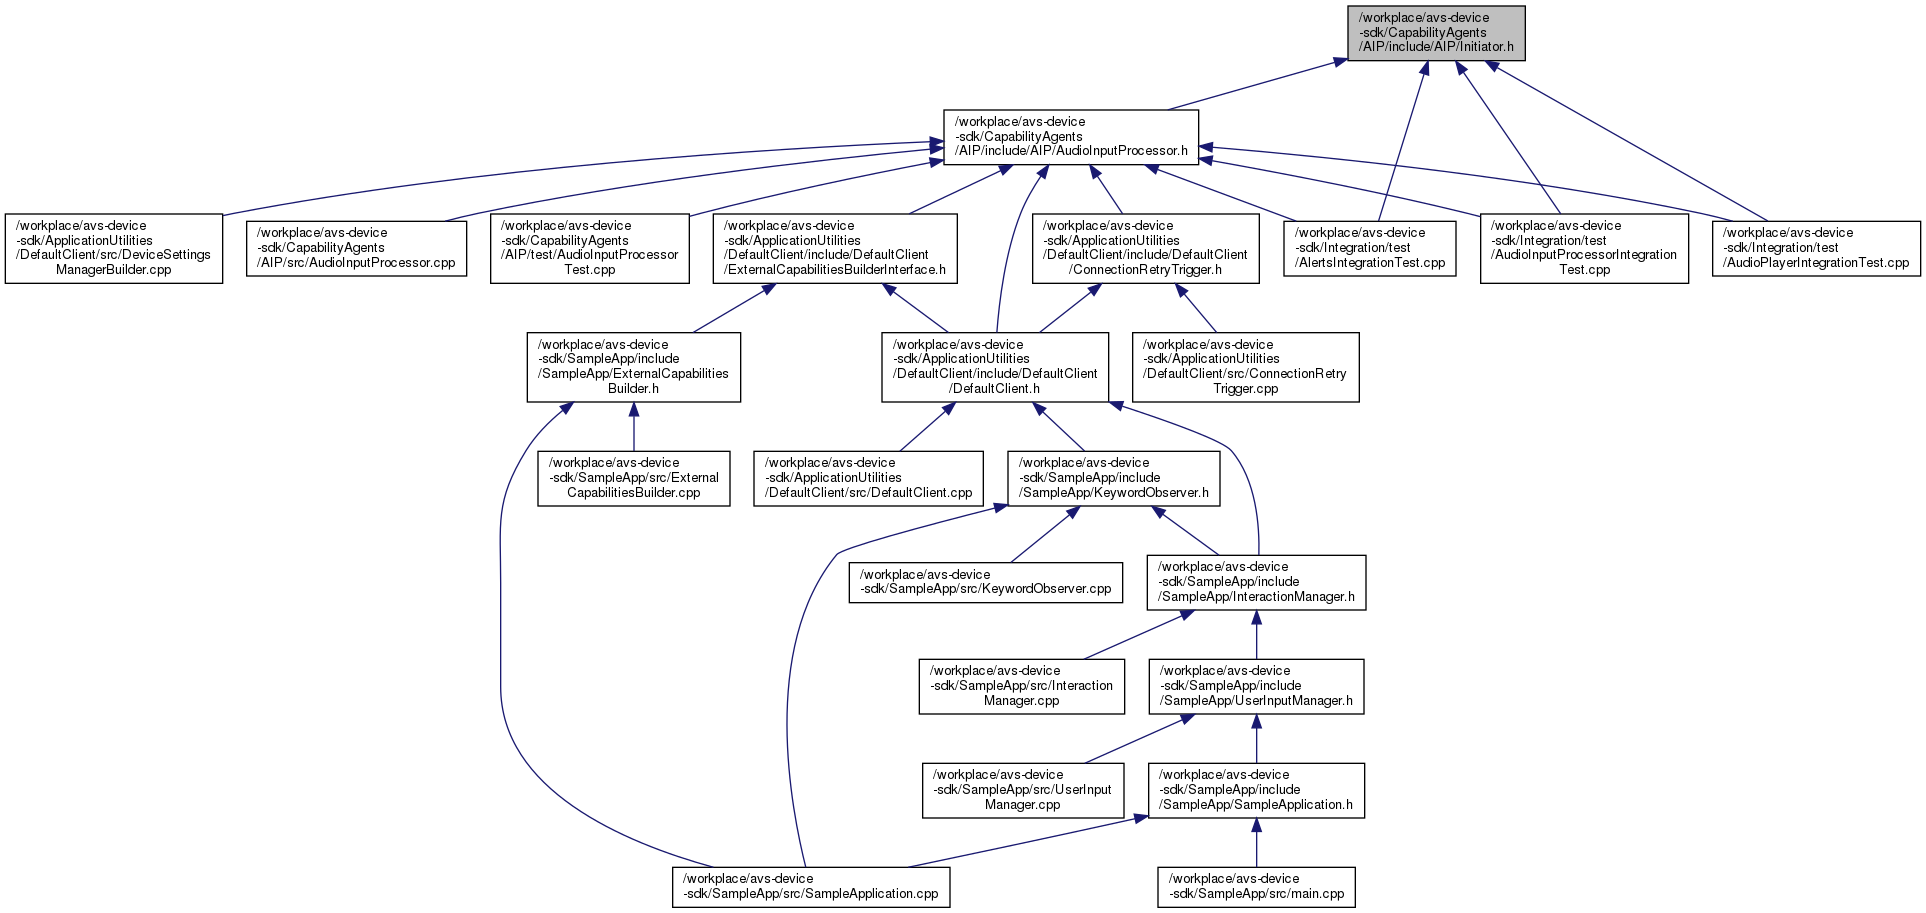 /workplace/avs-device
-sdk/CapabilityAgents
/AIP/include/AIP/Initiator.h
/workplace/avs-device
-sdk/CapabilityAgents
/AIP/include/AIP/AudioInputProcessor.h
/workplace/avs-device
-sdk/ApplicationUtilities
/DefaultClient/src/DeviceSettings
ManagerBuilder.cpp
/workplace/avs-device
-sdk/CapabilityAgents
/AIP/src/AudioInputProcessor.cpp
/workplace/avs-device
-sdk/CapabilityAgents
/AIP/test/AudioInputProcessor
Test.cpp
/workplace/avs-device
-sdk/ApplicationUtilities
/DefaultClient/include/DefaultClient
/ExternalCapabilitiesBuilderInterface.h
/workplace/avs-device
-sdk/ApplicationUtilities
/DefaultClient/include/DefaultClient
/ConnectionRetryTrigger.h
/workplace/avs-device
-sdk/Integration/test
/AlertsIntegrationTest.cpp
/workplace/avs-device
-sdk/Integration/test
/AudioInputProcessorIntegration
Test.cpp
/workplace/avs-device
-sdk/Integration/test
/AudioPlayerIntegrationTest.cpp
/workplace/avs-device
-sdk/SampleApp/include
/SampleApp/ExternalCapabilities
Builder.h
/workplace/avs-device
-sdk/ApplicationUtilities
/DefaultClient/include/DefaultClient
/DefaultClient.h
/workplace/avs-device
-sdk/ApplicationUtilities
/DefaultClient/src/ConnectionRetry
Trigger.cpp
/workplace/avs-device
-sdk/SampleApp/src/External
CapabilitiesBuilder.cpp
/workplace/avs-device
-sdk/ApplicationUtilities
/DefaultClient/src/DefaultClient.cpp
/workplace/avs-device
-sdk/SampleApp/include
/SampleApp/KeywordObserver.h
/workplace/avs-device
-sdk/SampleApp/src/KeywordObserver.cpp
/workplace/avs-device
-sdk/SampleApp/include
/SampleApp/InteractionManager.h
/workplace/avs-device
-sdk/SampleApp/src/Interaction
Manager.cpp
/workplace/avs-device
-sdk/SampleApp/include
/SampleApp/UserInputManager.h
/workplace/avs-device
-sdk/SampleApp/src/UserInput
Manager.cpp
/workplace/avs-device
-sdk/SampleApp/include
/SampleApp/SampleApplication.h
/workplace/avs-device
-sdk/SampleApp/src/SampleApplication.cpp
/workplace/avs-device
-sdk/SampleApp/src/main.cpp